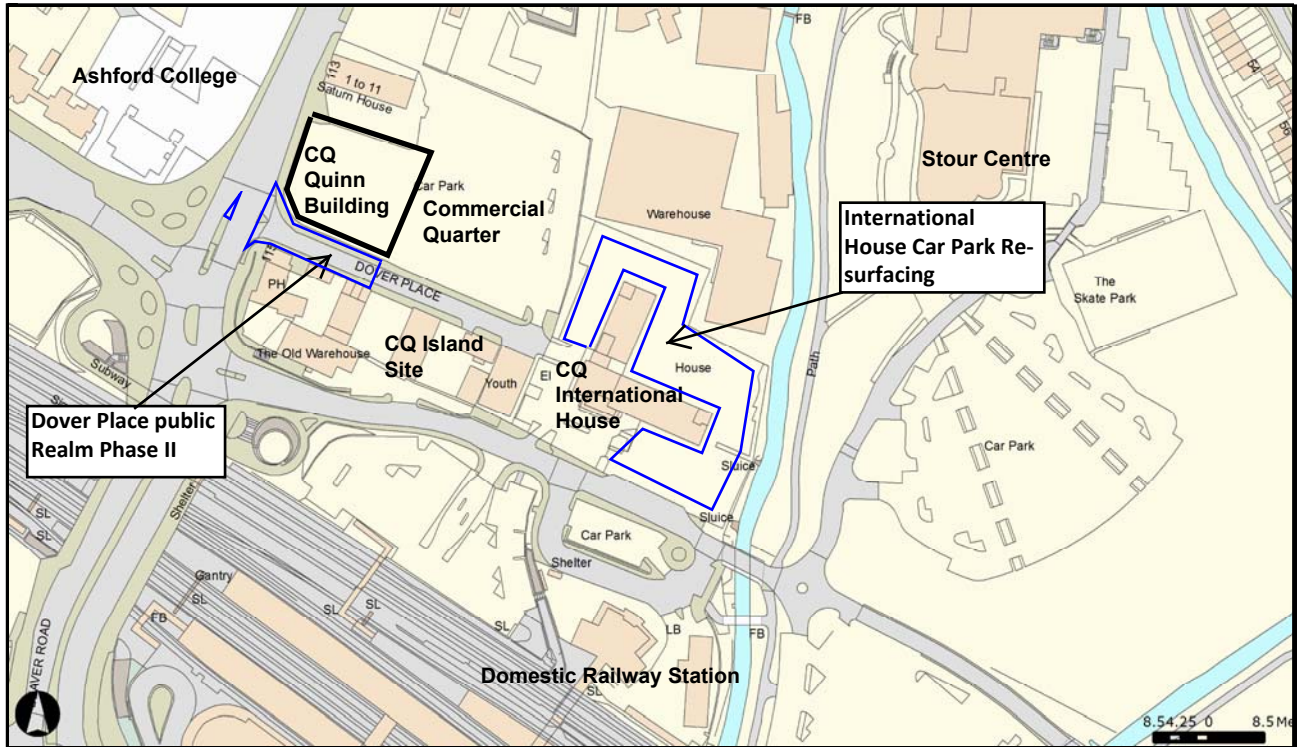 FB
Ashford College
113
1 to 11
Saturn House
54
56
Stour Centre
CQ
Quinn
Building
Car Park
Commercial
Quarter
Warehouse
International
House Car Park Re-
surfacing
115
DOVER PLACE
PH
The
Skate Park
The Old Warehouse
CQ Island
Site
Youth
El
CQ
International
House
House
Path
Subway
Dover Place public
Realm Phase II
Car Park
Sluice
Sluice
Shelter
SL
SL
Car Park
Shelter
Gantry
SL
FB
SL
SL
SL
LB
FB
Domestic Railway Station
SL
8.54.25 0 8.5Me